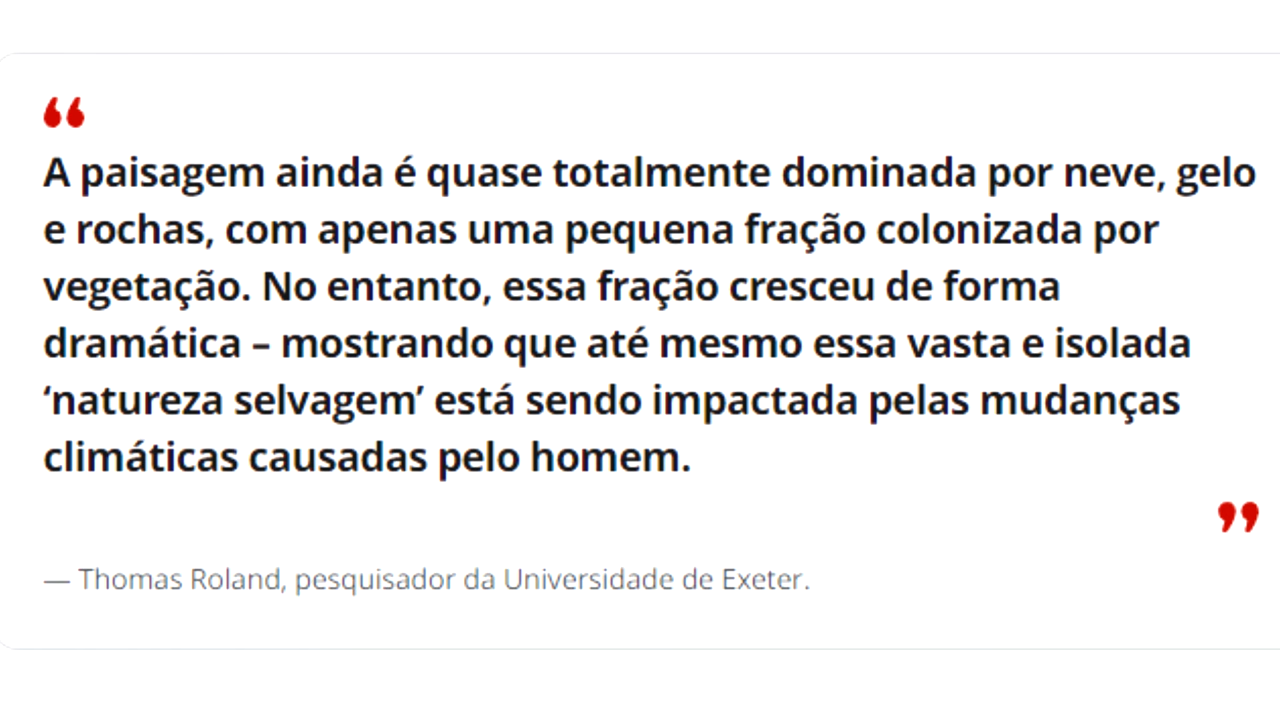 “
A paisagem ainda é quase totalmente dominada por neve, gelo
e rochas, com apenas uma pequena fração colonizada por
vegetação. No entanto, essa fração cresceu de forma
dramática – mostrando que até mesmo essa vasta e isolada
‘natureza selvagem’ está sendo impactada pelas mudanças
climáticas causadas pelo homem.
”
— Thomas Roland, pesquisador da Universidade de Exeter.